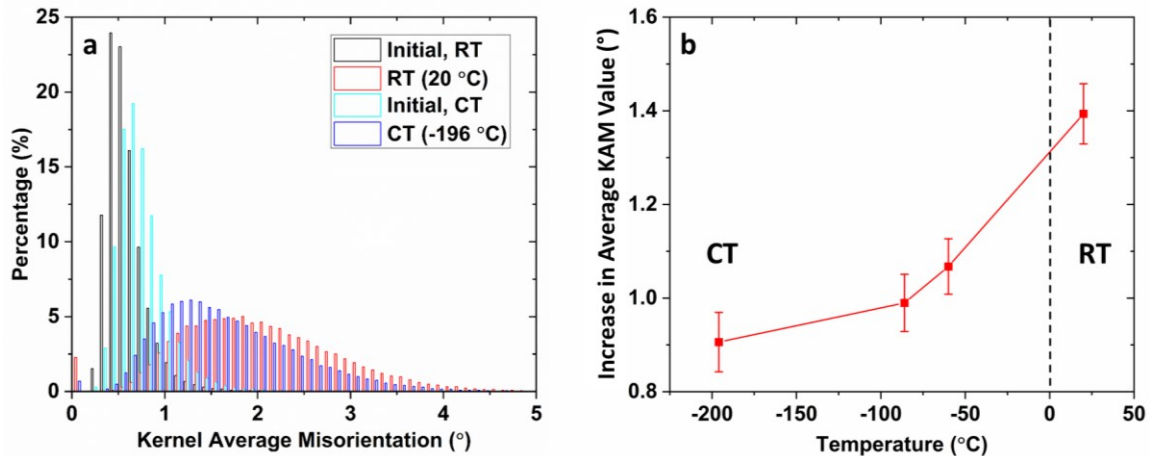 a
Initial, RT
RT (20 °C)
Initial, CT
CT (-196 °C)
25
20
15
10
5
0
Percentage (%)
0 1 2 3 4 5
Kernel Average Misorientation (°)
b
1.6
1.4
1.2
1.0
0.8
Increase in Average KAM Value (°)
CT
RT
-200 -150 -100 -50 0 50
Temperature (°C)